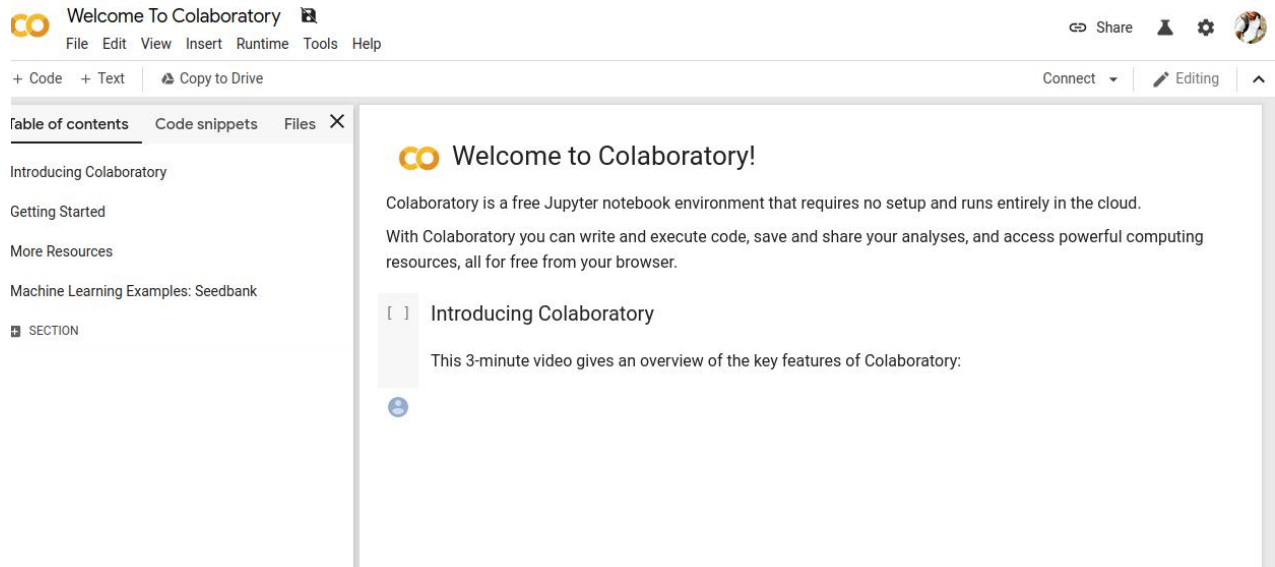 CO Welcome To Colaboratory
Share
File Edit View Insert Runtime Tools Help
+ Code + Text Copy to Drive
Connect Editing
Table of contents Code snippets Files
Introducing Colaboratory
Getting Started
More Resources
Machine Learning Examples: Seedbank
SECTION
CO Welcome to Colaboratory!
Colaboratory is a free Jupyter notebook environment that requires no setup and runs entirely in the cloud.
With Colaboratory you can write and execute code, save and share your analyses, and access powerful computing
resources, all for free from your browser.
[ ] Introducing Colaboratory
This 3-minute video gives an overview of the key features of Colaboratory: